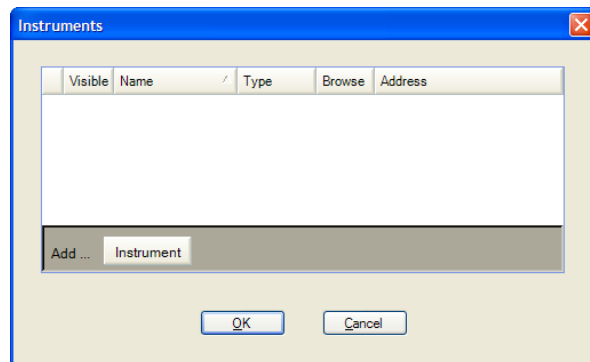 Instruments
Visible Name Type Browse Address
Add ... Instrument
OK Cancel